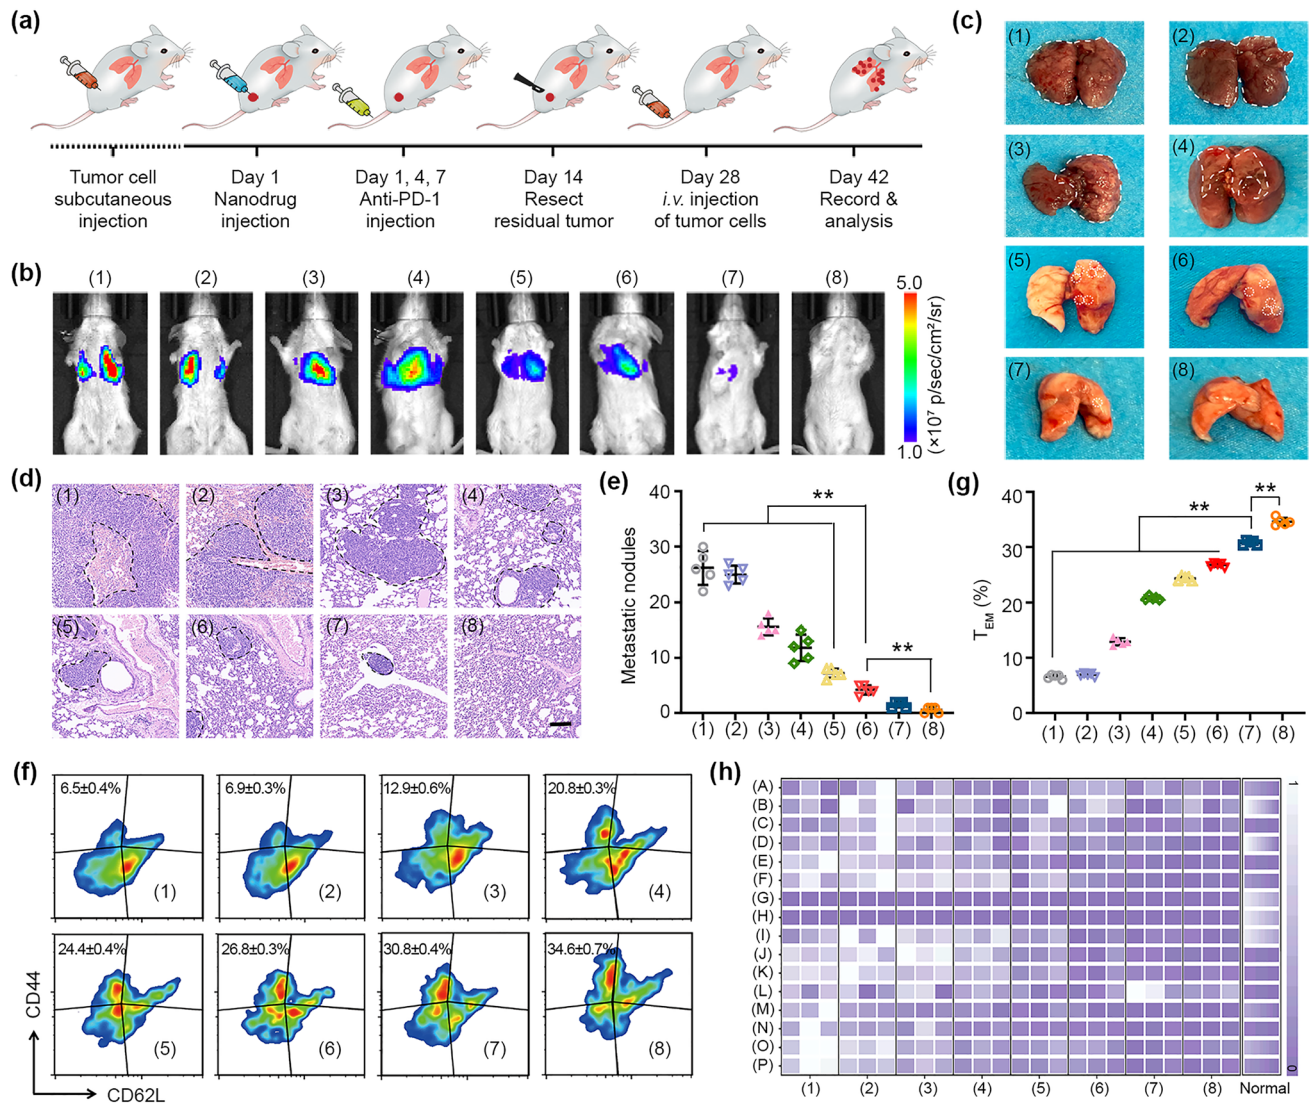 (a)
Tumor cell
subcutaneous
injection
Day 1
Nanodrug
injection
Day 1, 4, 7
Anti-PD-1
injection
Day 14
Resect
residual tumor
Day 28
i.v. injection
of tumor cells
Day 42
Record &
analysis
(b)
(1) (2) (3) (4) (5) (6) (7) (8)
5.0
1.0
(×10⁷ p/sec/cm²/sr)
(c)
(1) (2)
(3) (4)
(5) (6)
(7) (8)
(d)
(1) (2) (3) (4)
(5) (6) (7) (8)
(e)
Metastatic nodules
40
30
20
10
0
**
**
(1) (2) (3) (4) (5) (6) (7) (8)
(g)
T_EM (%)
40
30
20
10
0
**
**
(1) (2) (3) (4) (5) (6) (7) (8)
(f)
6.5±0.4% 6.9±0.3% 12.9±0.6% 20.8±0.3%
(1) (2) (3) (4)
24.4±0.4% 26.8±0.3% 30.8±0.4% 34.6±0.7%
(5) (6) (7) (8)
CD44
CD62L
(h)
(A)
(B)
(C)
(D)
(E)
(F)
(G)
(H)
(I)
(J)
(K)
(L)
(M)
(N)
(O)
(P)
(1) (2) (3) (4) (5) (6) (7) (8) Normal
1
0